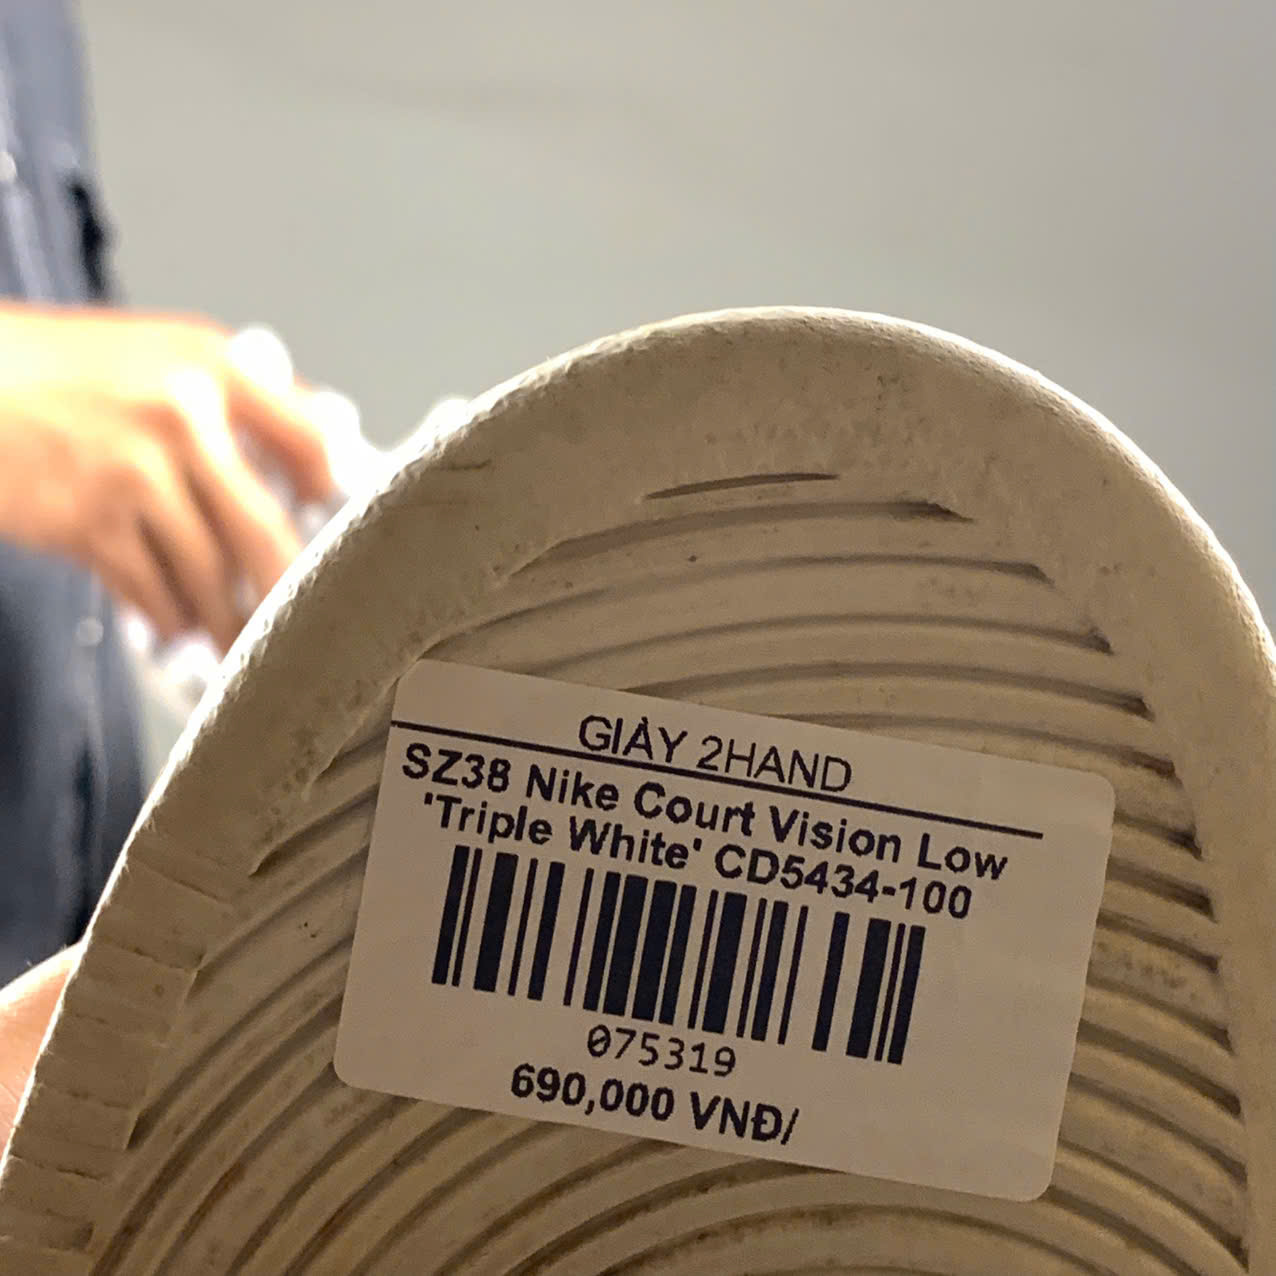 GIÀY 2HAND
SZ38 Nike Court Vision Low
'Triple White' CD5434-100
075319
690,000 VNĐ/